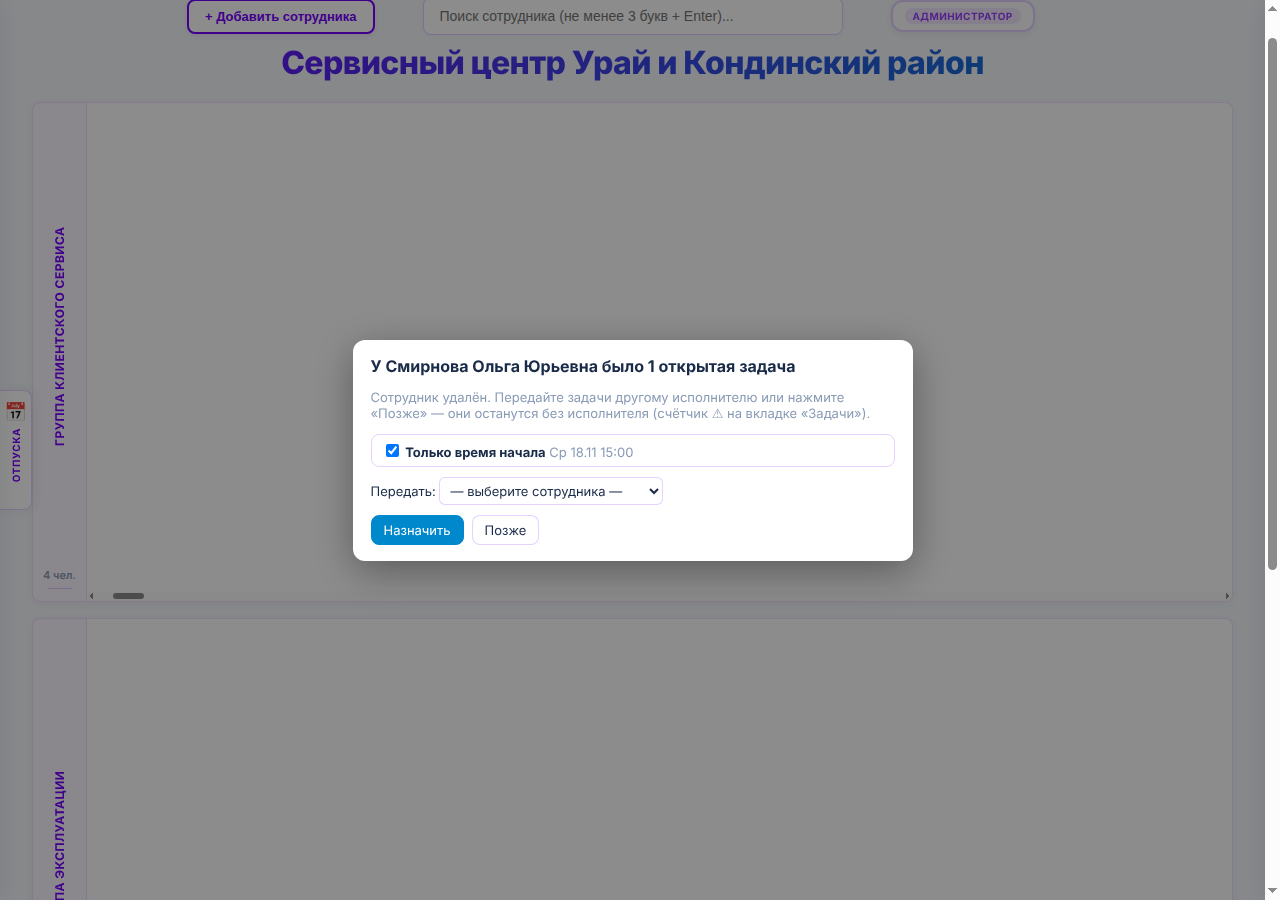 + Добавить сотрудника
Поиск сотрудника (не менее 3 букв + Enter)...
АДМИНИСТРАТОР
Сервисный центр Урай и Кондинский район
ГРУППА КЛИЕНТСКОГО СЕРВИСА
4 чел.
ОТПУСКА
У Смирнова Ольга Юрьевна было 1 открытая задача
Сотрудник удалён. Передайте задачи другому исполнителю или нажмите
«Позже» — они останутся без исполнителя (счётчик ⚠ на вкладке «Задачи»).
Только время начала Ср 18.11 15:00
Передать: — выберите сотрудника —
Назначить
Позже
ПА ЭКСПЛУАТАЦИИ